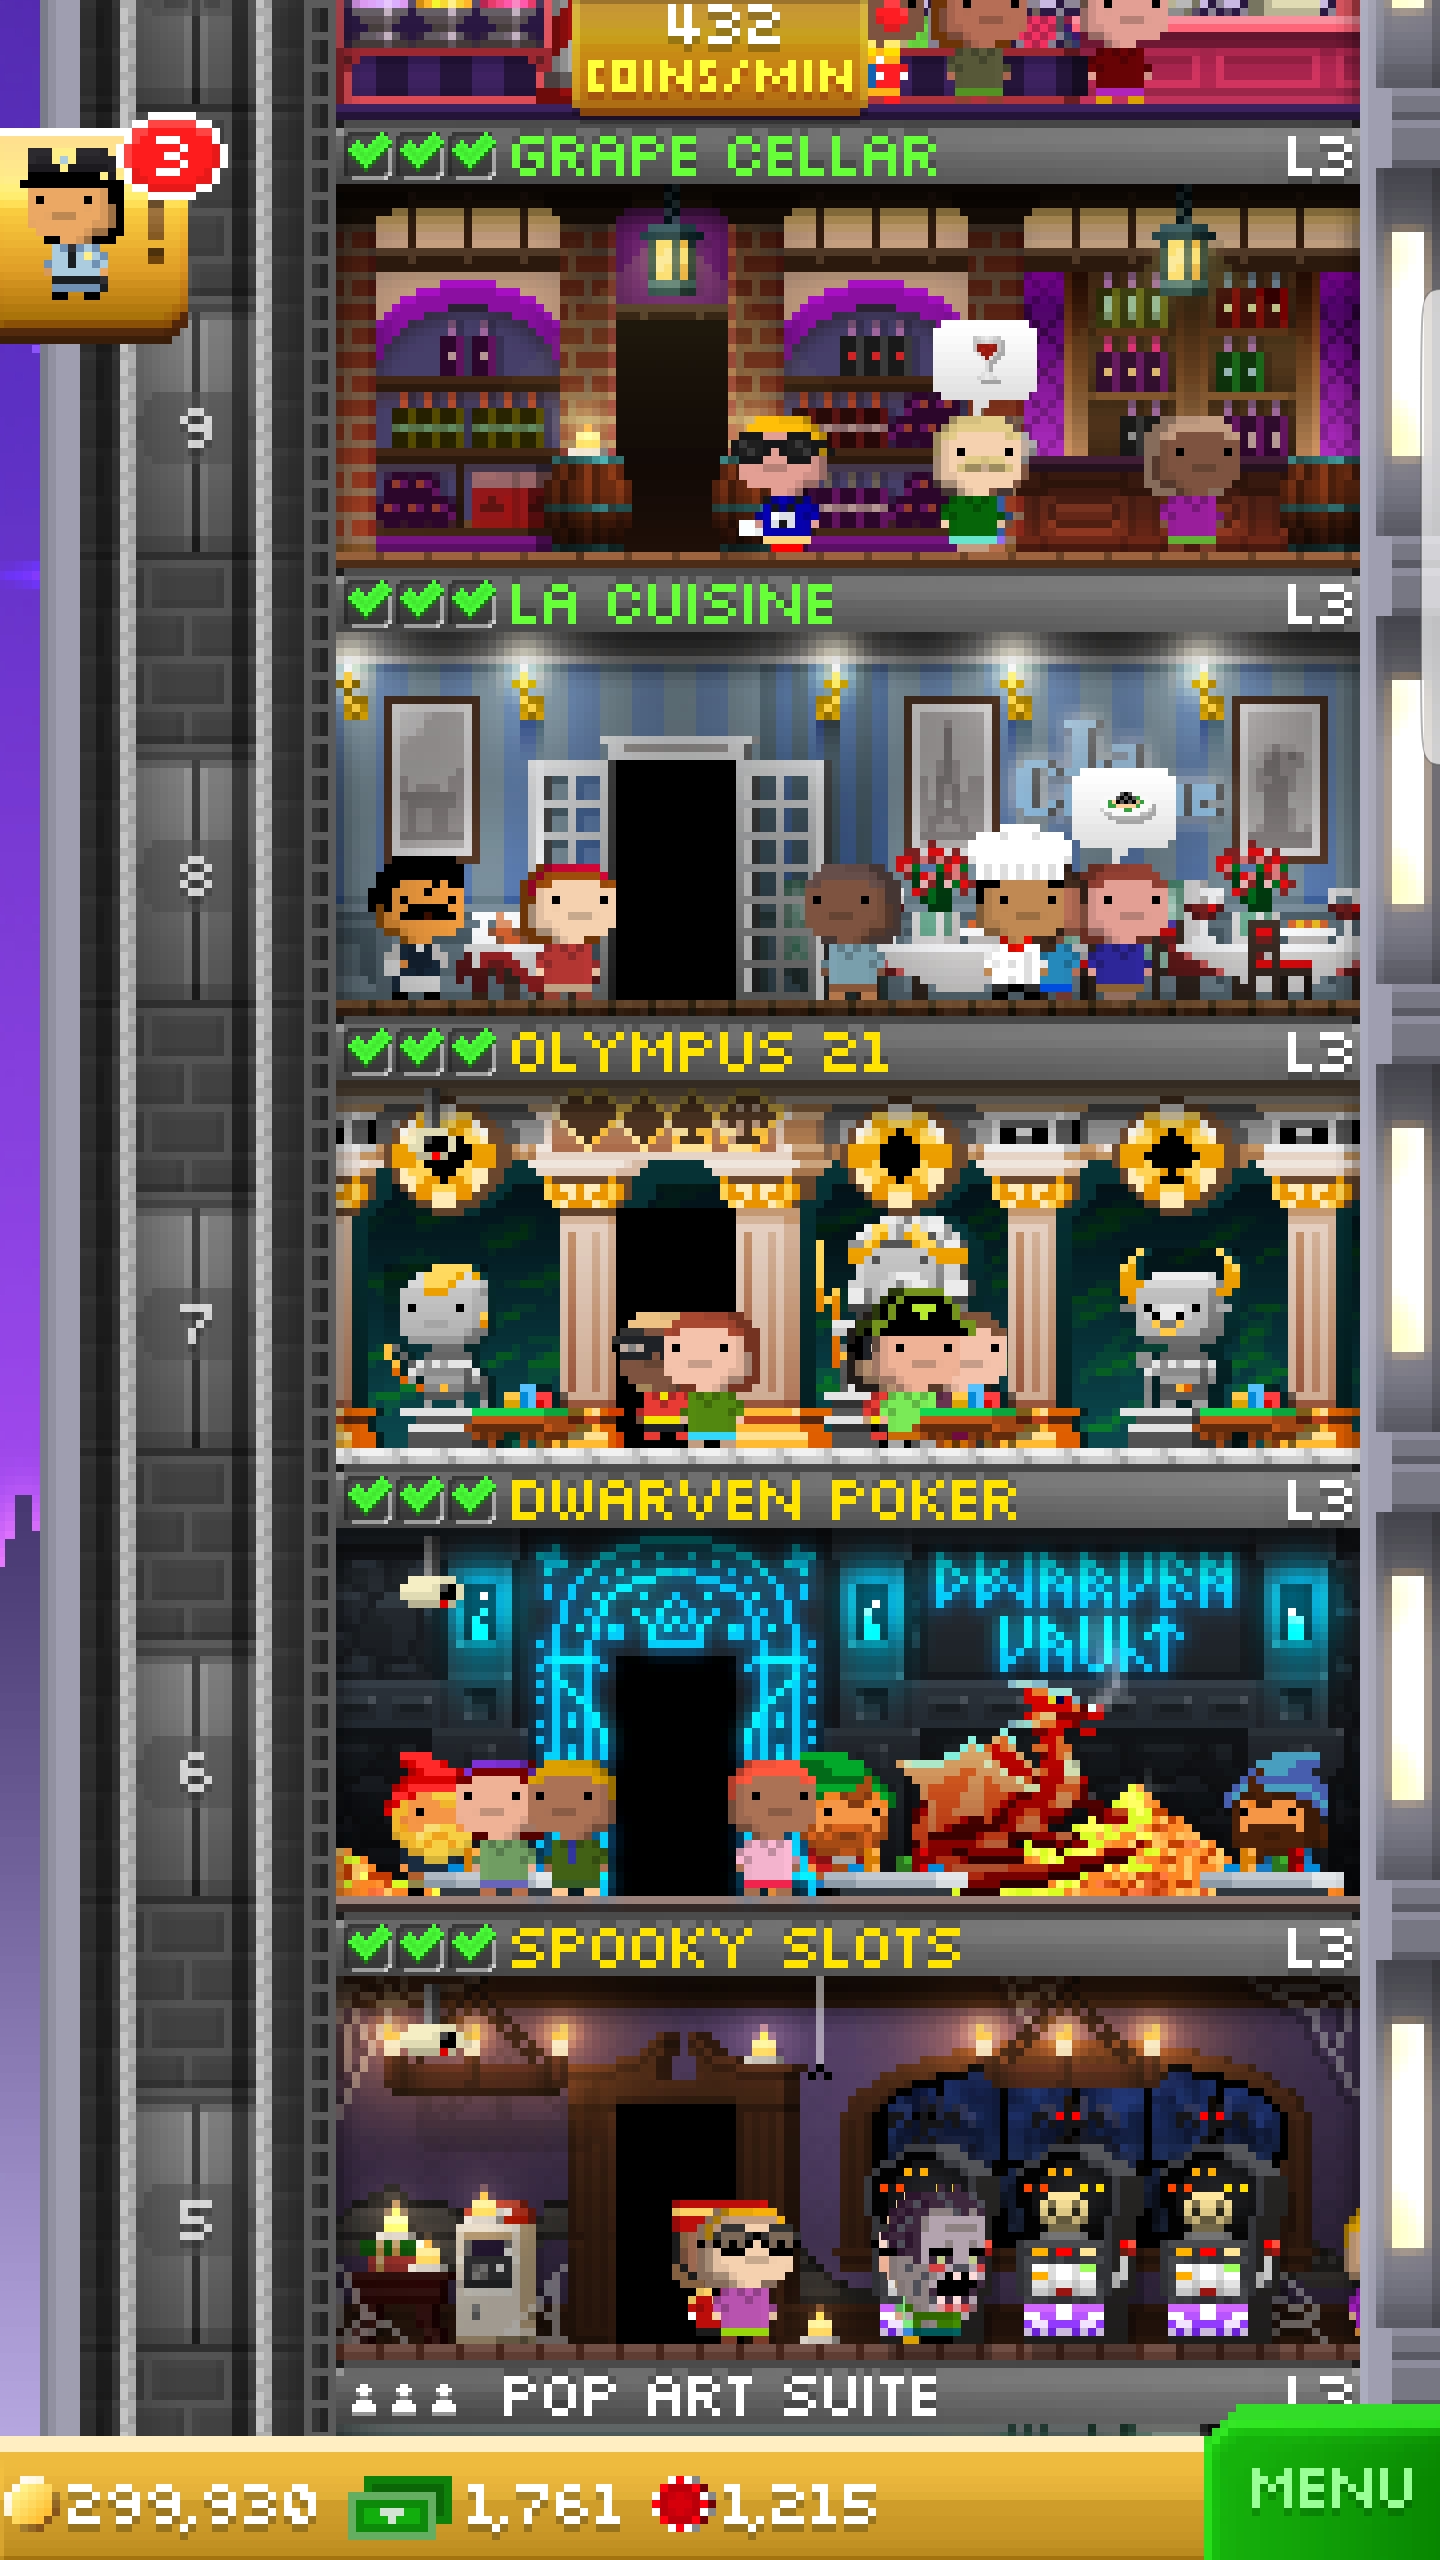 432
COINS/MIN
3
GRAPE CELLAR L3
9
LA CUISINE L3
8
OLYMPUS 21 L3
7
DWARVEN POKER L3
DWARVEN
VAULT
6
SPOOKY SLOTS L3
5
POP ART SUITE L3
299,930 1,761 1,215
MENU